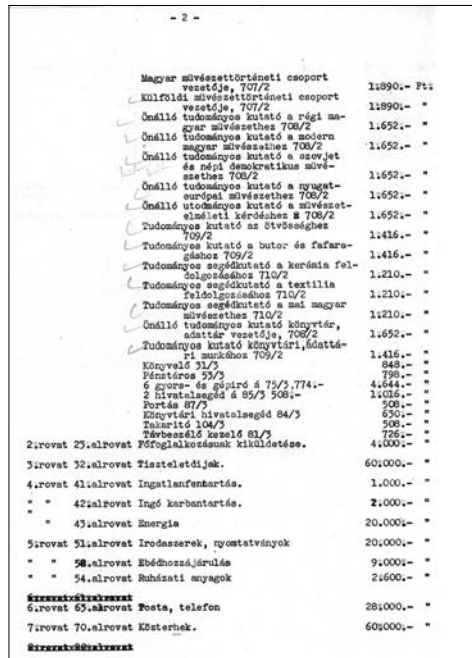 - 2 -
Magyar művészettörténeti csoport
vezetője, 707/2 1:890.- Ft:
Külföldi művészettörténeti csoport
vezetője, 707/2 1:890.- "
Önálló tudományos kutató a régi ma-
gyar művészethez 708/2 1.652.- "
Önálló tudományos kutató a modern
magyar művészethez 708/2 1.652.- "
Önálló tudományos kutató a szovjet
és népi demokratikus művé-
szethez 708/2 1:652.- "
Önálló tudományos kutató a nyugat-
európai művészethez 708/2 1:652.- "
Önálló utodmányos kutató a művészet-
elméleti kérdéshez 708/2 1.652.- "
Tudományos kutató az ötvösséghez
709/2 1.416.- "
Tudományos kutató a butor és fafara-
gáshoz 709/2 1.416.- "
Tudományos segédkutató a kerámia fel-
dolgozásához 710/2 1.210.- "
Tudományos segédkutató a textilia
feldolgozásához 710/2 1.210.- "
Tudományos segédkutató a mai magyar
művészethez 710/2 1:210.- "
Önálló tudományos kutató könyvtár,
adattár vezetője, 708/2 1.652.- "
Tudományos kutató könyvtári,adattá-
ri munkához 709/2 1.416.- "
Könyvelő 31/3 848.- "
Pénztáros 53/3 798.- "
6 gyors- és gépiró á 75/3,774.- 4.644.- "
2 hivatalsegéd á 85/3 508.- 1.016.- "
Portás 87/3 508.- "
Könyvtári hivatalsegéd 84/3 630.- "
Takaritó 104/3 508.- "
Távbeszélő kezelő 81/3 726.- "
2:rovat 23.alrovat Főfoglalkozásuak kiküldetése. 4.000.- "
3:rovat 32.alrovat Tiszteletdijak. 60:000.- "
4.rovat 41:alrovat Ingatlanfentartás. 1.000.- "
" " 42:alrovat Ingó karbantartás. 2.000.- "
"
" 43.alrovat Energia 20.000.- "
5:rovat 51.alrovat Irodaszerek, nyomtatványok 20.000.- "
" " 52.alrovat Ebédhozzájárulás 9.000.- "
" " 54.alrovat Ruházati anyagok 2:600.- "
6.rovat 63.alrovat Posta, telefon 28:000.- "
7.rovat 70.alrovat Közterhek. 60:000.- "